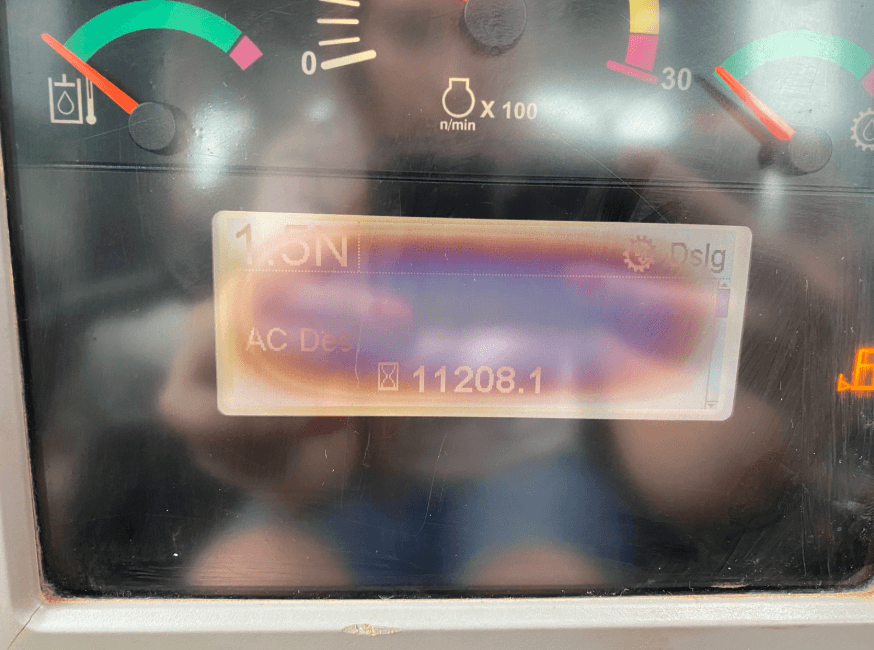 0
30
X 100
n/min
1.5N
Dslg
AC Des
11208.1